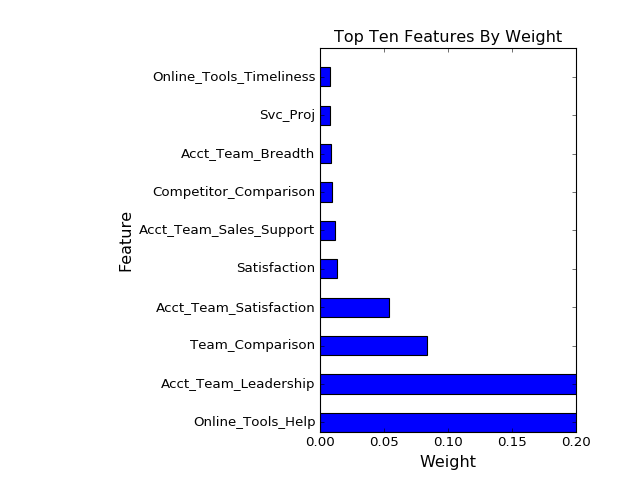 Top Ten Features By Weight
Online_Tools_Timeliness
Svc_Proj
Acct_Team_Breadth
Competitor_Comparison
Acct_Team_Sales_Support
Satisfaction
Acct_Team_Satisfaction
Team_Comparison
Acct_Team_Leadership
Online_Tools_Help
Feature
0.00 0.05 0.10 0.15 0.20
Weight